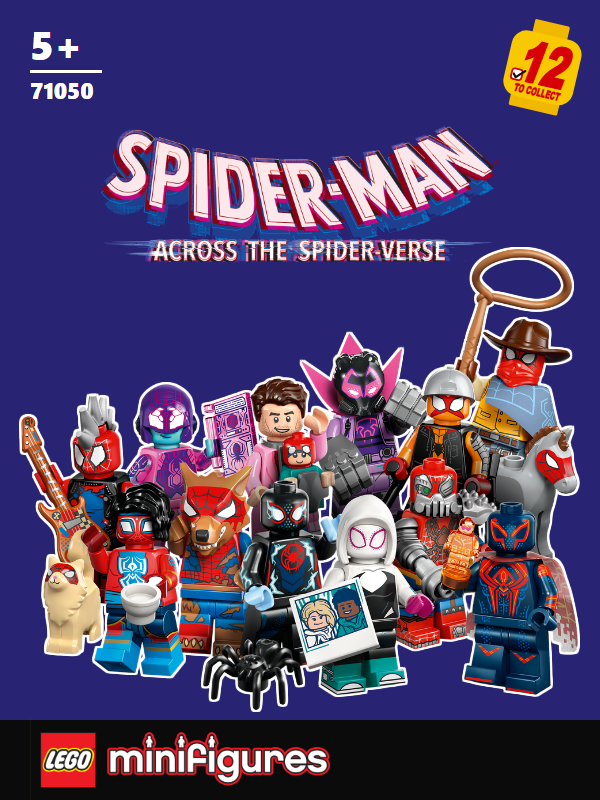 5+
71050
12
TO COLLECT
SPIDER-MAN
ACROSS THE SPIDER-VERSE
LEGO minifigures